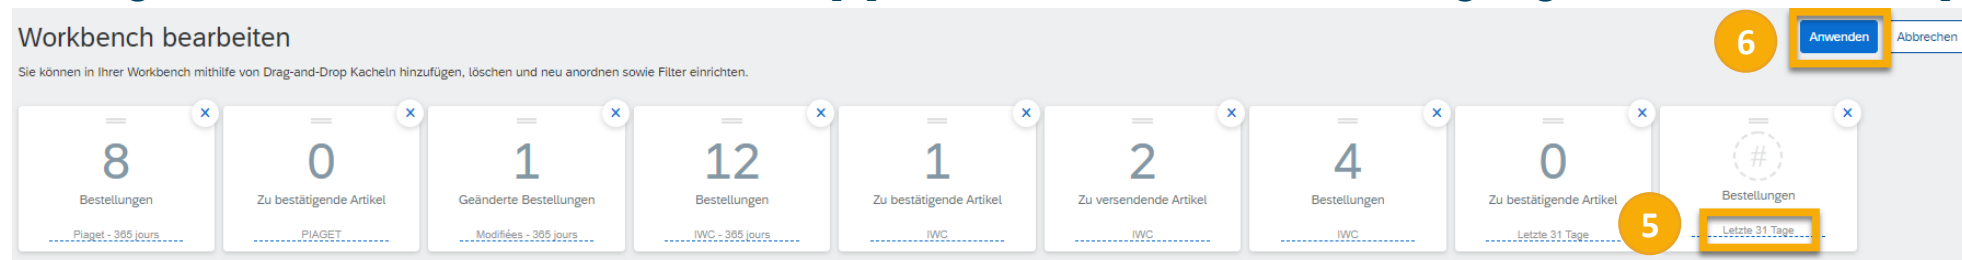 Workbench bearbeiten
6
Anwenden
Abbrechen
Sie können in Ihrer Workbench mithilfe von Drag-and-Drop Kacheln hinzufügen, löschen und neu anordnen sowie Filter einrichten.
8
Bestellungen
Piaget - 365 jours
0
Zu bestätigende Artikel
PIAGET
1
Geänderte Bestellungen
Modifiées - 365 jours
12
Bestellungen
IWC - 365 jours
1
Zu bestätigende Artikel
IWC
2
Zu versendende Artikel
IWC
4
Bestellungen
IWC
0
Zu bestätigende Artikel
Letzte 31 Tage
5
#
Bestellungen
Letzte 31 Tage